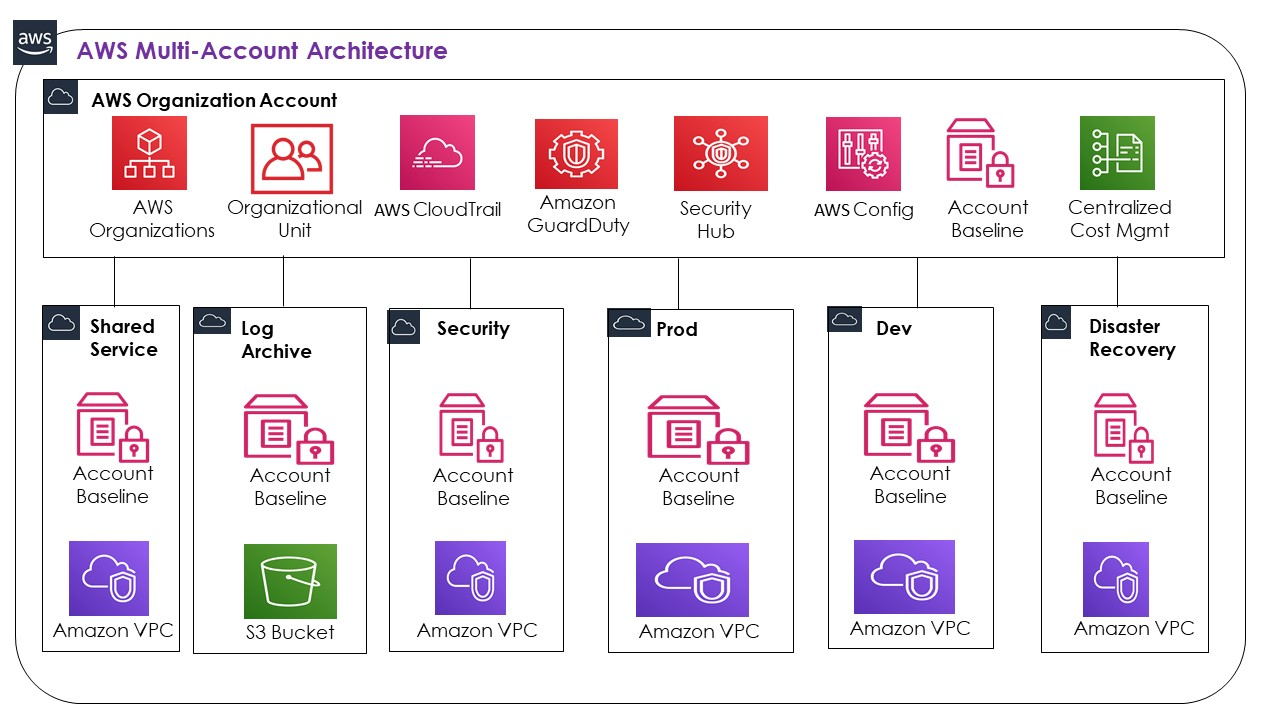 aws
AWS Multi-Account Architecture
AWS Organization Account
AWS
Organizations
Organizational
Unit
AWS CloudTrail
Amazon
GuardDuty
Security
Hub
AWS Config
Account
Baseline
Centralized
Cost Mgmt
Shared
Service
Account
Baseline
Amazon VPC
Log
Archive
Account
Baseline
S3 Bucket
Security
Account
Baseline
Amazon VPC
Prod
Account
Baseline
Amazon VPC
Dev
Account
Baseline
Amazon VPC
Disaster
Recovery
Account
Baseline
Amazon VPC